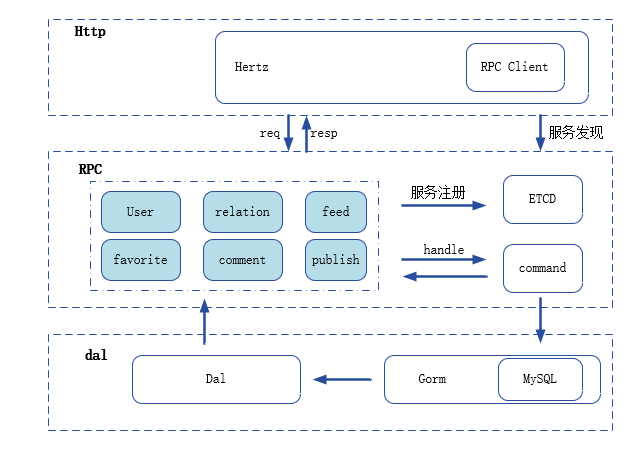 Http
Hertz
RPC Client
req
resp
服务发现
RPC
User
relation
feed
服务注册
ETCD
favorite
comment
publish
handle
command
dal
Dal
Gorm
MySQL